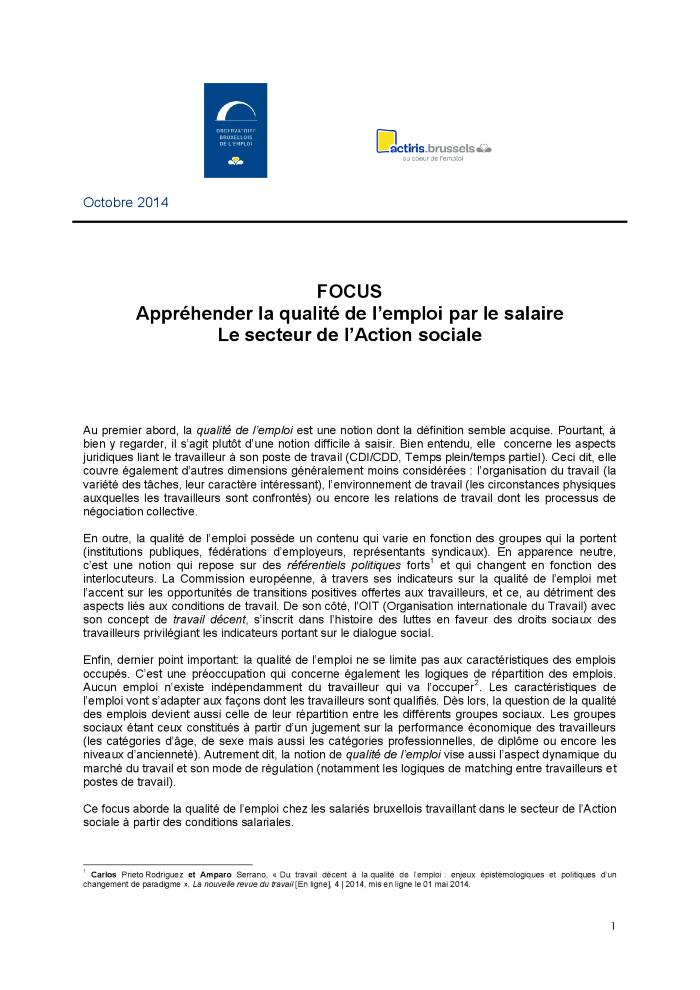 OBSERVATOIRE
BRUXELLOIS
DE L'EMPLOI
actiris.brussels
au coeur de l'emploi
Octobre 2014
FOCUS
Appréhender la qualité de l'emploi par le salaire
Le secteur de l'Action sociale
Au premier abord, la qualité de l'emploi est une notion dont la définition semble acquise. Pourtant, à
bien y regarder, il s'agit plutôt d'une notion difficile à saisir. Bien entendu, elle concerne les aspects
juridiques liant le travailleur à son poste de travail (CDI/CDD, Temps plein/temps partiel). Ceci dit, elle
couvre également d'autres dimensions généralement moins considérées : l'organisation du travail (la
variété des tâches, leur caractère intéressant), l'environnement de travail (les circonstances physiques
auxquelles les travailleurs sont confrontés) ou encore les relations de travail dont les processus de
négociation collective.
En outre, la qualité de l'emploi possède un contenu qui varie en fonction des groupes qui la portent
(institutions publiques, fédérations d'employeurs, représentants syndicaux). En apparence neutre,
c'est une notion qui repose sur des référentiels politiques forts1 et qui changent en fonction des
interlocuteurs. La Commission européenne, à travers ses indicateurs sur la qualité de l'emploi met
l'accent sur les opportunités de transitions positives offertes aux travailleurs, et ce, au détriment des
aspects liés aux conditions de travail. De son côté, l'OIT (Organisation internationale du Travail) avec
son concept de travail décent, s'inscrit dans l'histoire des luttes en faveur des droits sociaux des
travailleurs privilégiant les indicateurs portant sur le dialogue social.
Enfin, dernier point important: la qualité de l'emploi ne se limite pas aux caractéristiques des emplois
occupés. C'est une préoccupation qui concerne également les logiques de répartition des emplois.
Aucun emploi n'existe indépendamment du travailleur qui va l'occuper2. Les caractéristiques de
l'emploi vont s'adapter aux façons dont les travailleurs sont qualifiés. Dès lors, la question de la qualité
des emplois devient aussi celle de leur répartition entre les différents groupes sociaux. Les groupes
sociaux étant ceux constitués à partir d'un jugement sur la performance économique des travailleurs
(les catégories d'âge, de sexe mais aussi les catégories professionnelles, de diplôme ou encore les
niveaux d'ancienneté). Autrement dit, la notion de qualité de l'emploi vise aussi l'aspect dynamique du
marché du travail et son mode de régulation (notamment les logiques de matching entre travailleurs et
postes de travail).
Ce focus aborde la qualité de l'emploi chez les salariés bruxellois travaillant dans le secteur de l'Action
sociale à partir des conditions salariales.
1 Carlos Prieto Rodriguez et Amparo Serrano, « Du travail décent à la qualité de l'emploi : enjeux épistémologiques et politiques d'un
changement de paradigme », La nouvelle revue du travail [En ligne], 4 | 2014, mis en ligne le 01 mai 2014.
1